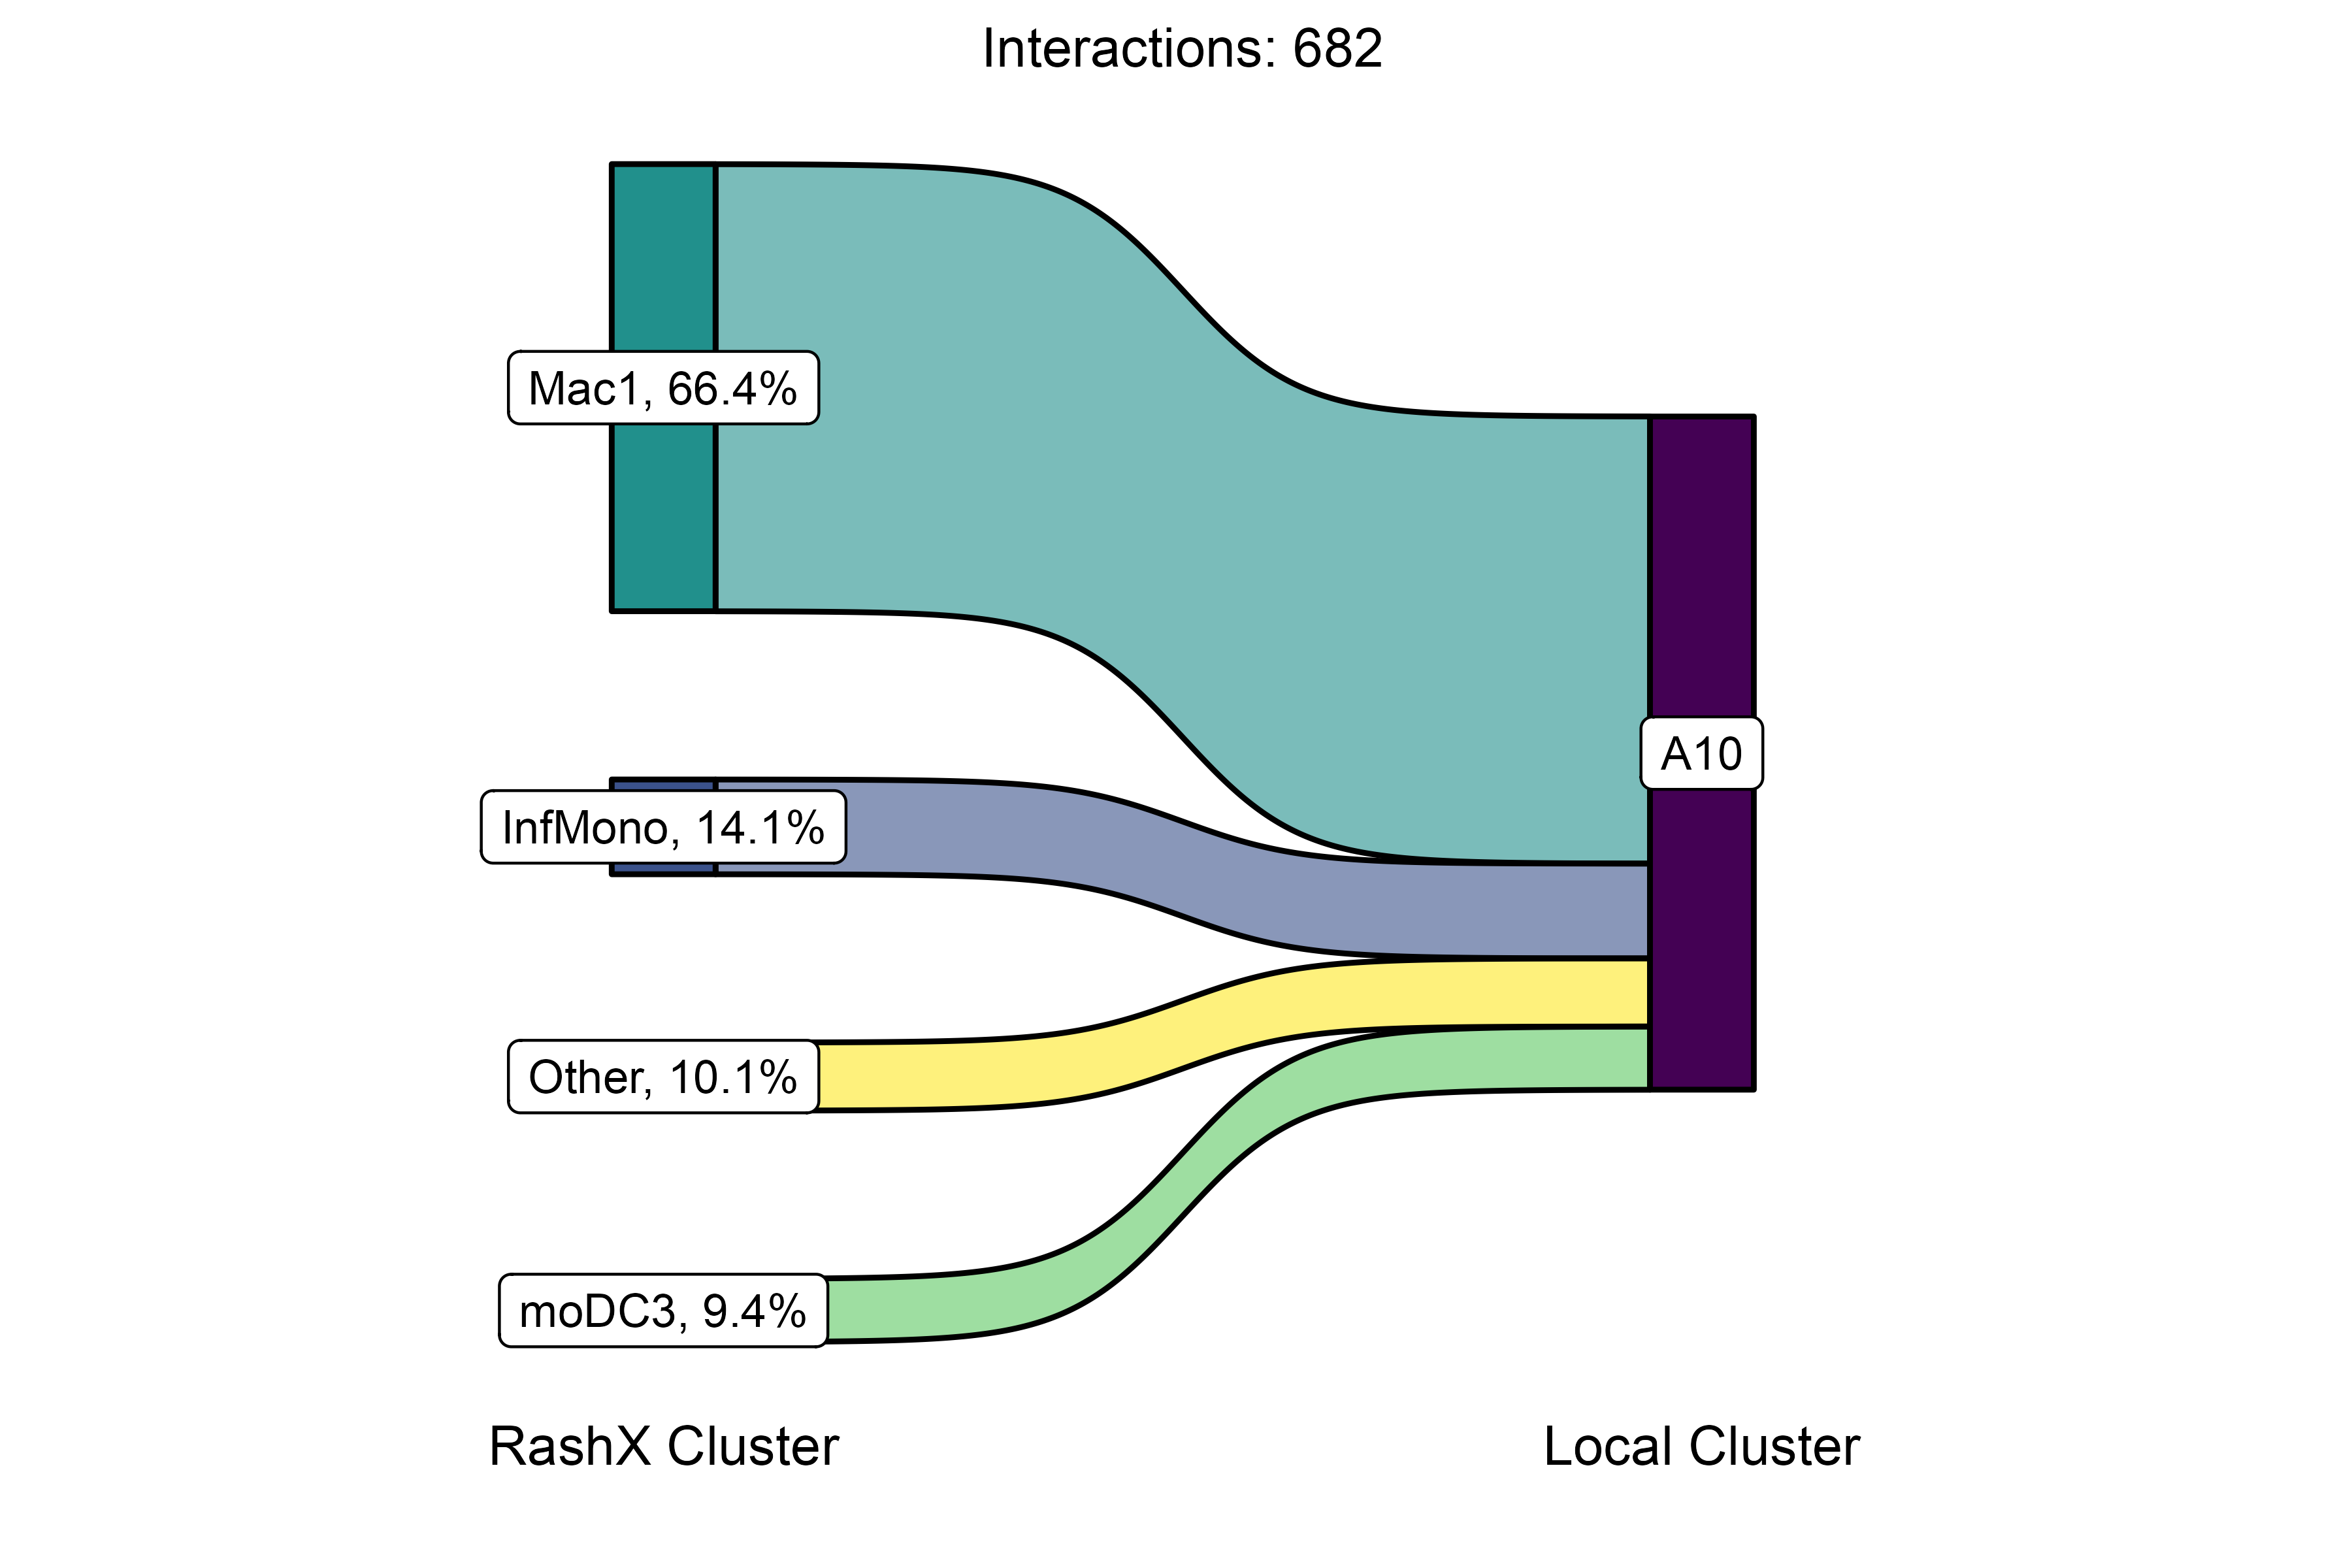 Interactions: 682
Mac1, 66.4%
A10
InfMono, 14.1%
Other, 10.1%
moDC3, 9.4%
RashX Cluster
Local Cluster